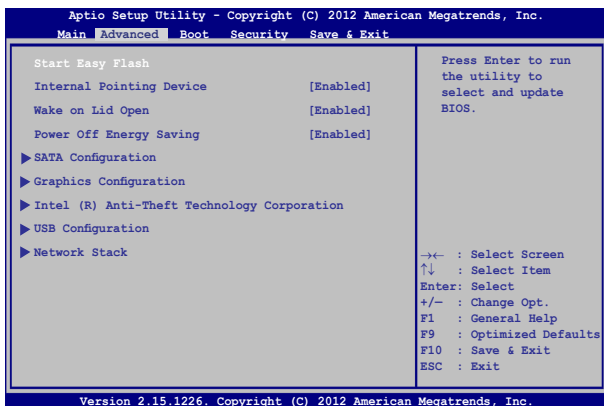 Aptio Setup Utility - Copyright (C) 2012 American Megatrends, Inc.
Main Advanced Boot Security Save & Exit
Start Easy Flash
Internal Pointing Device [Enabled]
Wake on Lid Open [Enabled]
Power Off Energy Saving [Enabled]
SATA Configuration
Graphics Configuration
Intel (R) Anti-Theft Technology Corporation
USB Configuration
Network Stack
Press Enter to run
the utility to
select and update
BIOS.
→← : Select Screen
↑↓ : Select Item
Enter: Select
+/— : Change Opt.
F1 : General Help
F9 : Optimized Defaults
F10 : Save & Exit
ESC : Exit
Version 2.15.1226. Copyright (C) 2012 American Megatrends, Inc.